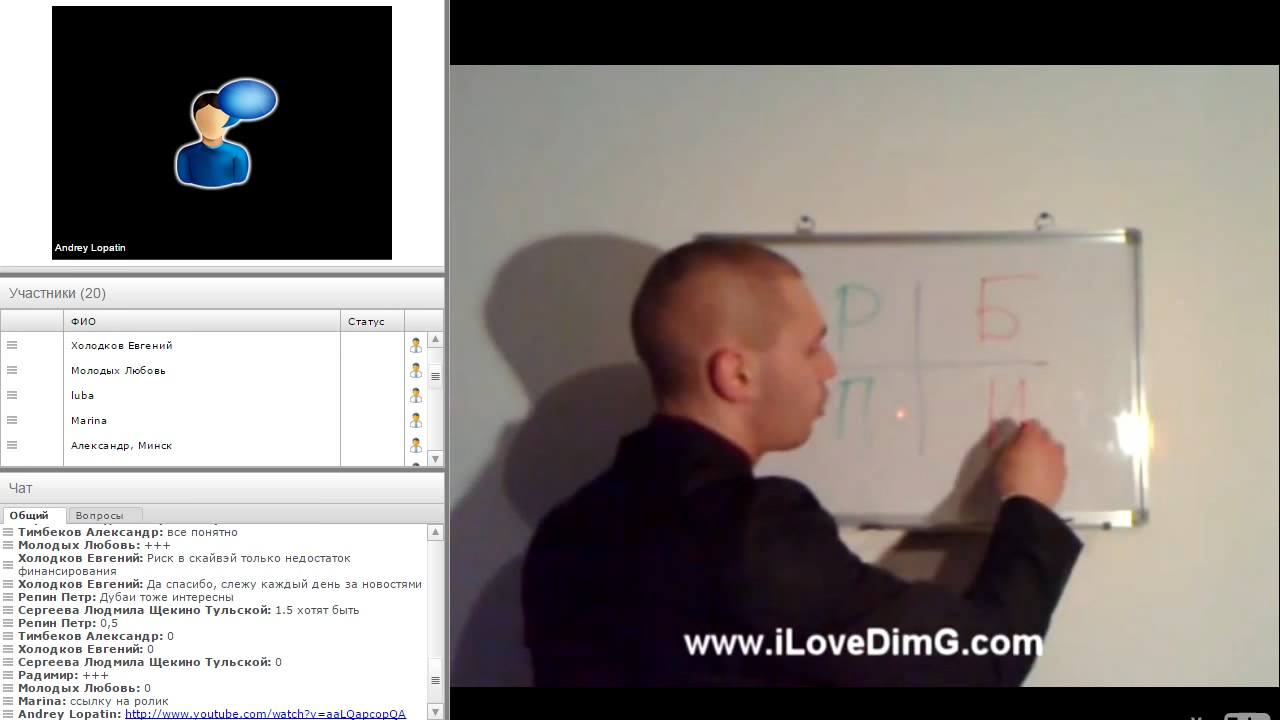 Andrey Lopatin
Участники (20)
ФИО
Статус
Холодков Евгений
Молодых Любовь
luba
Marina
Александр, Минск
Чат
Общий
Вопросы
Тимбеков Александр: все понятно
Молодых Любовь: +++
Холодков Евгений: Риск в скайвэй только недостаток
финансирования
Холодков Евгений: Да спасибо, слежу каждый день за новостями
Репин Петр: Дубаи тоже интересны
Сергеева Людмила Щекино Тульской: 1.5 хотят быть
Репин Петр: 0,5
Тимбеков Александр: 0
Холодков Евгений: 0
Сергеева Людмила Щекино Тульской: 0
Радимир: +++
Молодых Любовь: 0
Marina: ссылку на ролик
Andrey Lopatin: http://www.youtube.com/watch?v=aaLQapcopQA
Р Б
П И
www.iLoveDimG.com